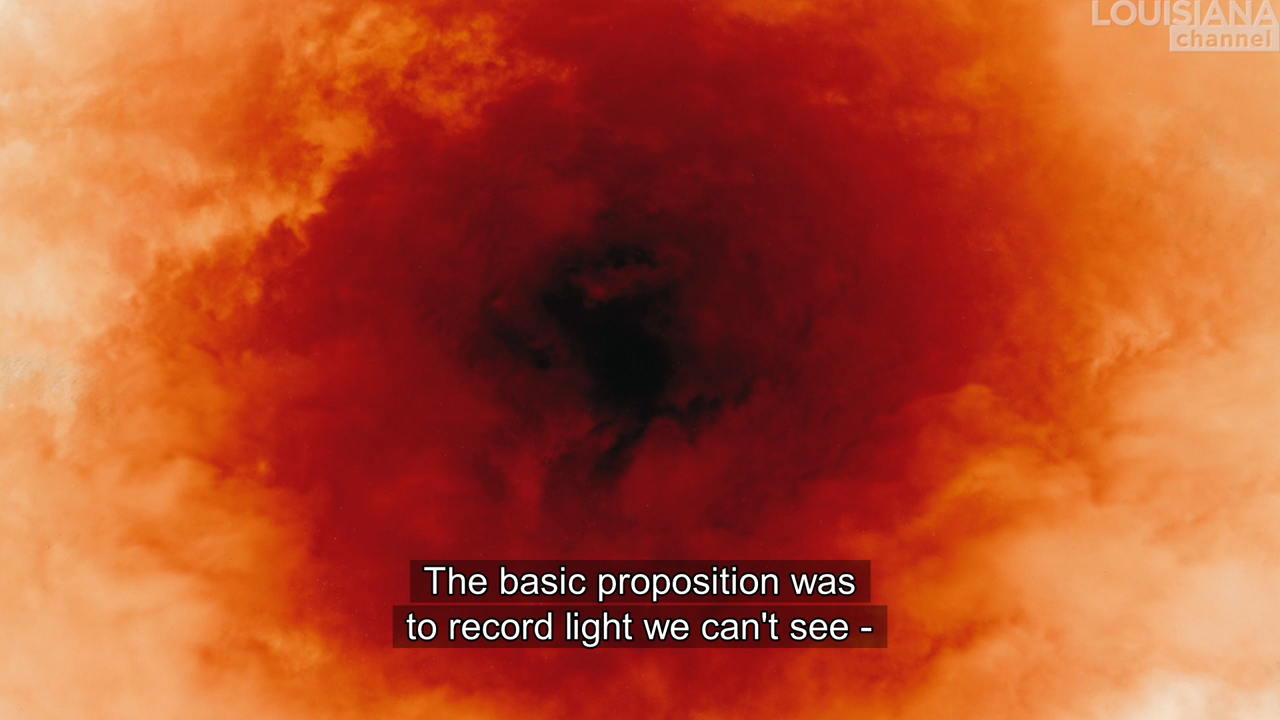 LOUISIANA
channel
The basic proposition was
to record light we can't see -